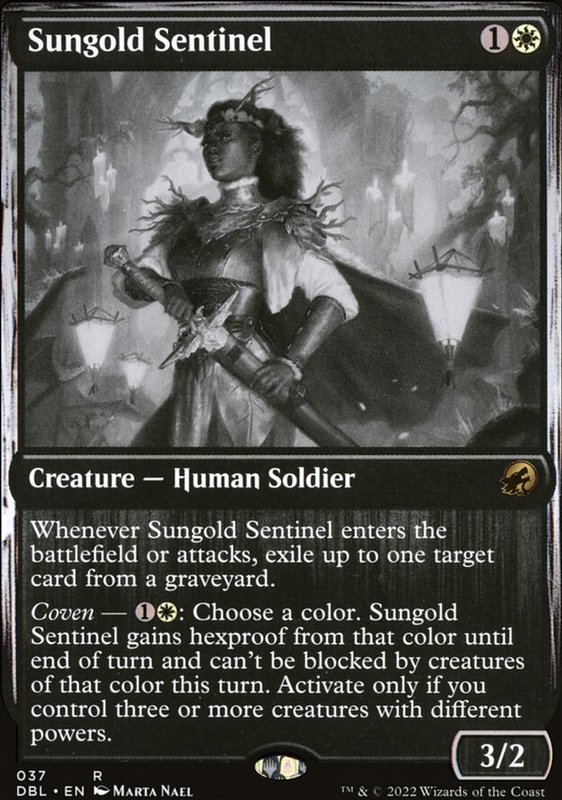 Sungold Sentinel 1
Creature — Human Soldier
Whenever Sungold Sentinel enters the
battlefield or attacks, exile up to one target
card from a graveyard.
Coven — 1: Choose a color. Sungold
Sentinel gains hexproof from that color until
end of turn and can't be blocked by creatures
of that color this turn. Activate only if you
control three or more creatures with different
powers.
3/2
037 R
DBL • EN MARTA NAEL
™ & © 2022 Wizards of the Coast